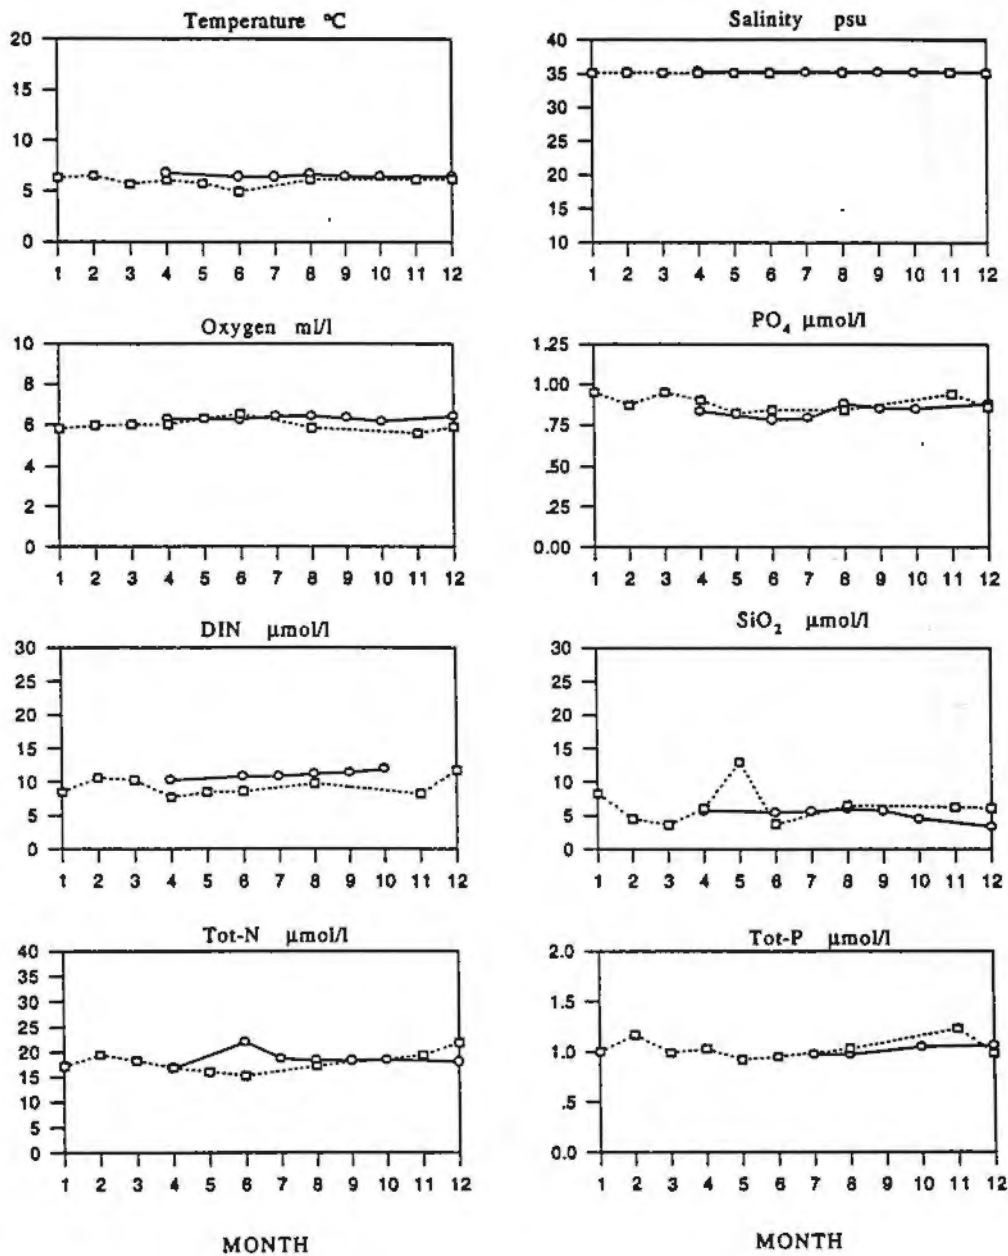 Temperature °C
20
15
10
5
0
1 2 3 4 5 6 7 8 9 10 11 12
Salinity psu
40
35
30
25
20
15
10
1 2 3 4 5 6 7 8 9 10 11 12
Oxygen ml/l
10
8
6
4
2
0
1 2 3 4 5 6 7 8 9 10 11 12
PO₄ µmol/l
1.25
1.00
0.75
.50
.25
0.00
1 2 3 4 5 6 7 8 9 10 11 12
DIN µmol/l
30
25
20
15
10
5
0
1 2 3 4 5 6 7 8 9 10 11 12
SiO₂ µmol/l
30
25
20
15
10
5
0
1 2 3 4 5 6 7 8 9 10 11 12
Tot-N µmol/l
40
35
30
25
20
15
10
5
0
1 2 3 4 5 6 7 8 9 10 11 12
MONTH
Tot-P µmol/l
2.0
1.5
1.0
.5
0.0
1 2 3 4 5 6 7 8 9 10 11 12
MONTH